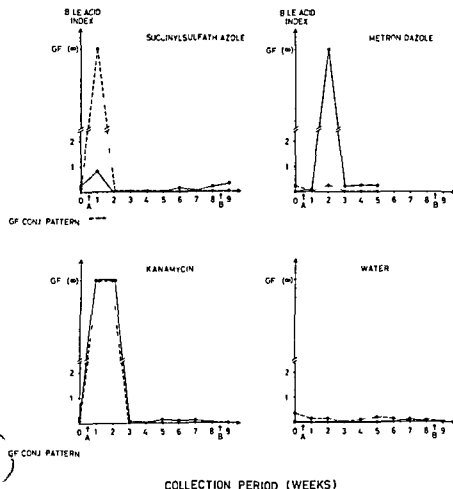 BILE ACID INDEX
SUCCINYLSULFATHAZOLE
GF (∞)
2
1
0 A 1 2 3 4 5 6 7 8 B 9
GF CONJ PATTERN
BILE ACID INDEX
METRONDAZOLE
GF (∞)
2
1
0 A 1 2 3 4 5 6 7 8 B 9
KANAMYCIN
GF (∞)
2
1
0 A 1 2 3 4 5 6 7 8 B 9
GF CONJ PATTERN
WATER
GF (∞)
2
1
0 A 1 2 3 4 5 6 7 8 B 9
COLLECTION PERIOD (WEEKS)